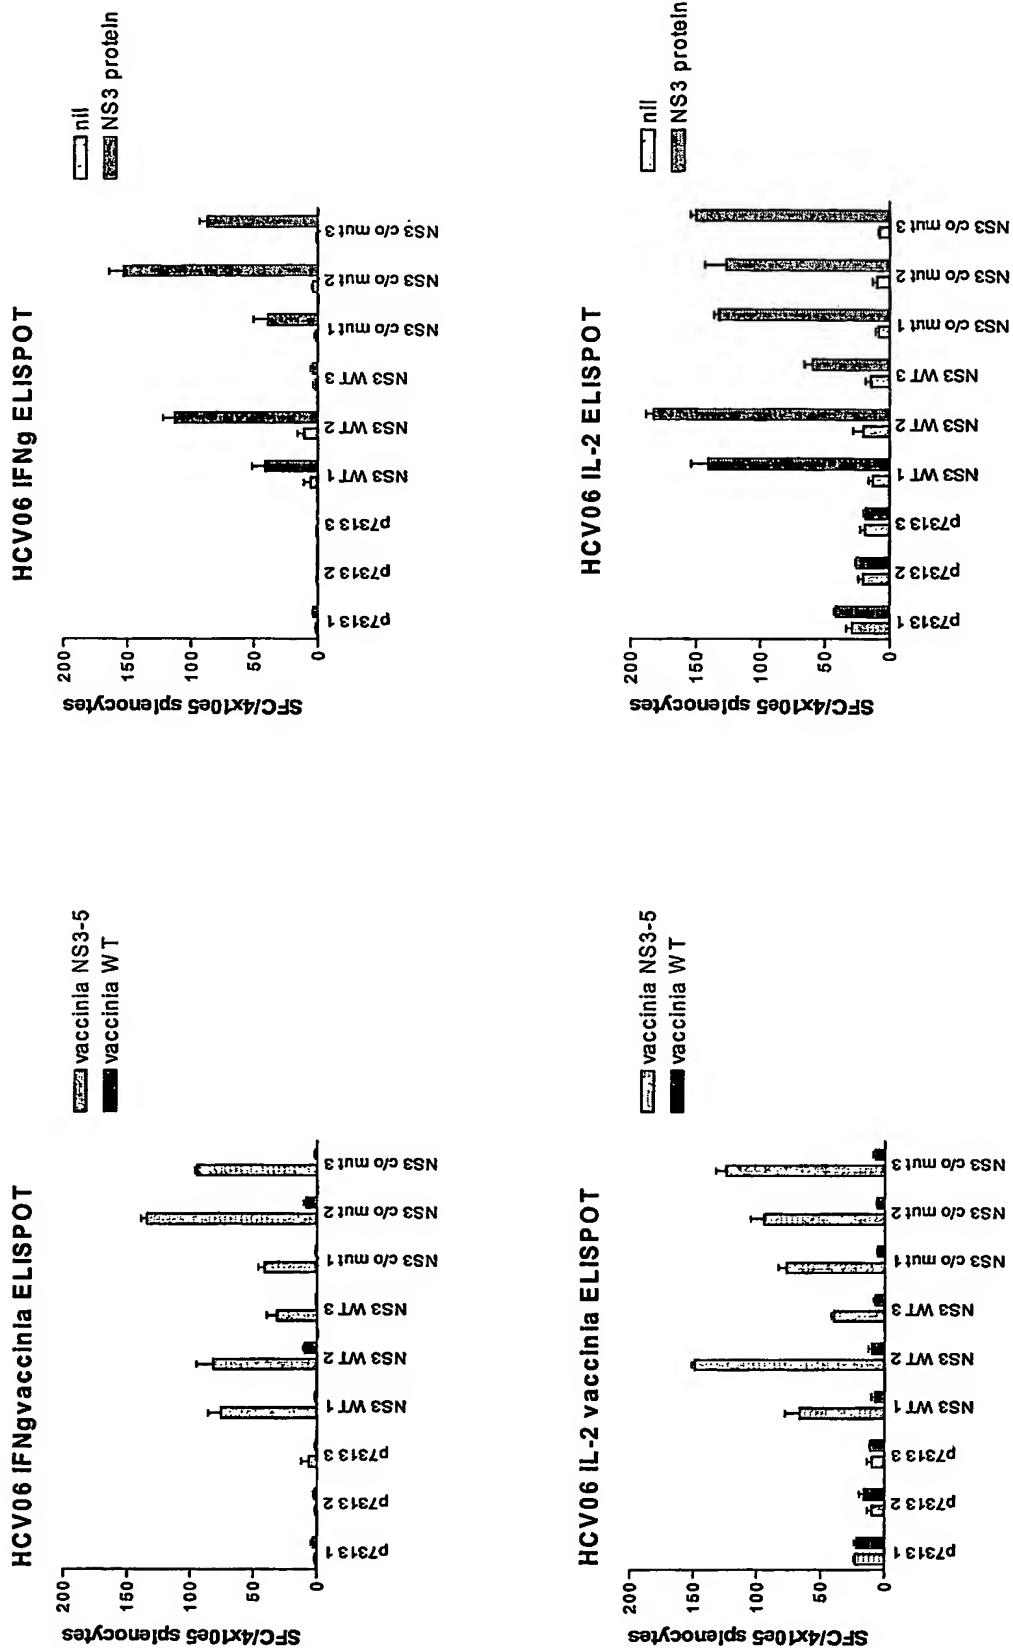 HCV06 IFNgvaccinia ELISPOT
vaccinia NS3-5
vaccinia WT
SFC/4x10e5 splenocytes
200
150
100
50
0
p7313 1
p7313 2
p7313 3
NS3 WT 1
NS3 WT 2
NS3 WT 3
NS3 c/o mut 1
NS3 c/o mut 2
NS3 c/o mut 3
HCV06 IFNg ELISPOT
nil
NS3 protein
SFC/4x10e5 splenocytes
200
150
100
50
0
p7313 1
p7313 2
p7313 3
NS3 WT 1
NS3 WT 2
NS3 WT 3
NS3 c/o mut 1
NS3 c/o mut 2
NS3 c/o mut 3
HCV06 IL-2 vaccinia ELISPOT
vaccinia NS3-5
vaccinia WT
SFC/4x10e5 splenocytes
200
150
100
50
0
p7313 1
p7313 2
p7313 3
NS3 WT 1
NS3 WT 2
NS3 WT 3
NS3 c/o mut 1
NS3 c/o mut 2
NS3 c/o mut 3
HCV06 IL-2 ELISPOT
nil
NS3 protein
SFC/4x10e5 splenocytes
200
150
100
50
0
p7313 1
p7313 2
p7313 3
NS3 WT 1
NS3 WT 2
NS3 WT 3
NS3 c/o mut 1
NS3 c/o mut 2
NS3 c/o mut 3